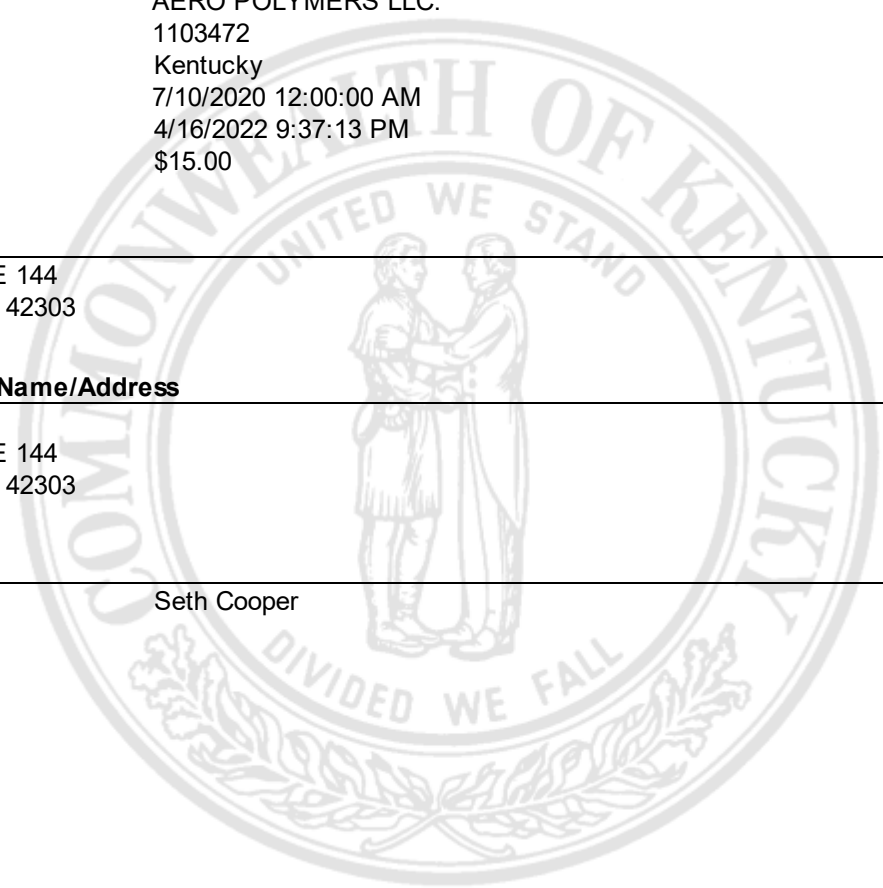 AERO POLYMERS LLC.
1103472
Kentucky
7/10/2020 12:00:00 AM
4/16/2022 9:37:13 PM
$15.00
COMMONWEALTH OF KENTUCKY
UNITED WE STAND
E 144
42303
Name/Address
E 144
42303
Seth Cooper
DIVIDED WE FALL